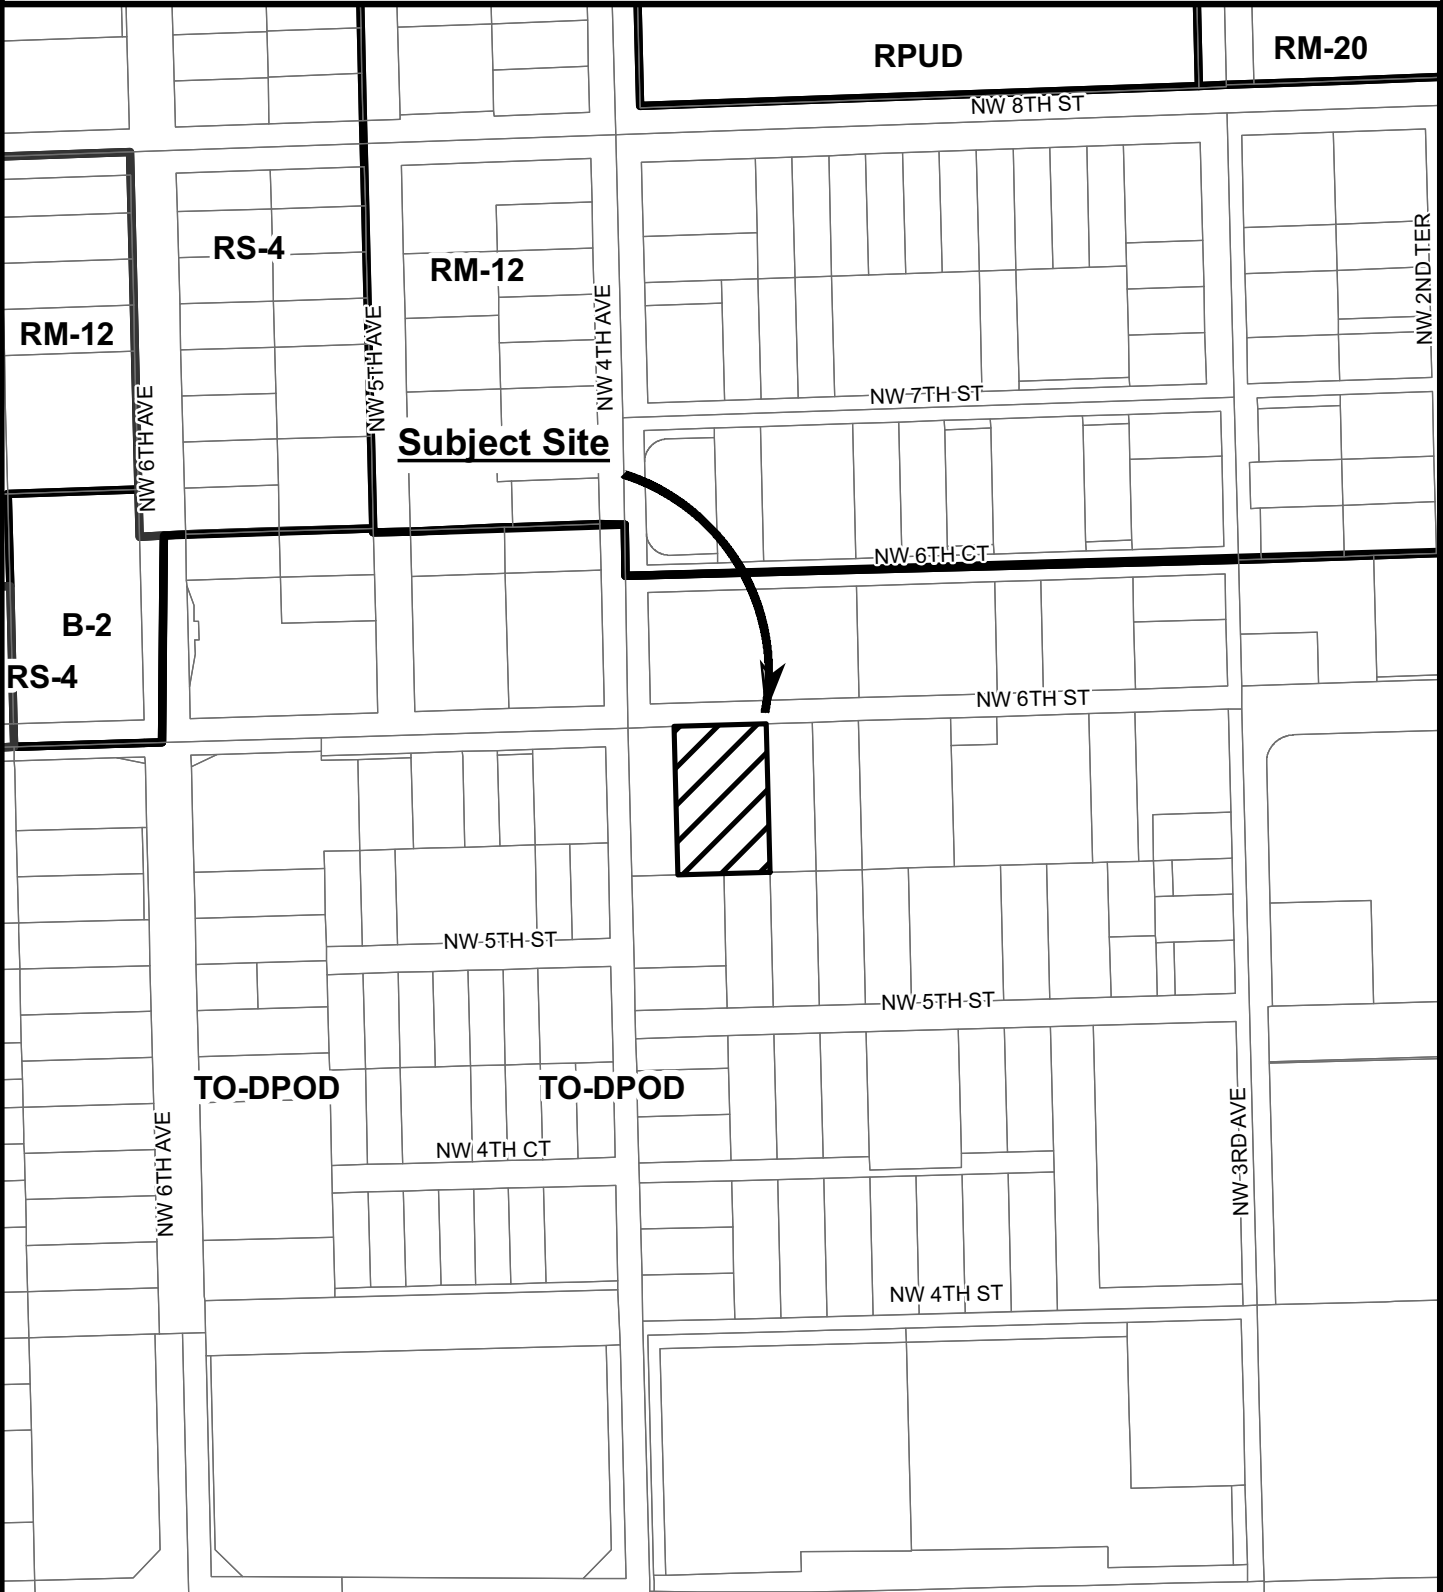 RPUD
RM-20
NW 8TH ST
RS-4
RM-12
NW 2ND TER
RM-12
NW 5TH AVE
NW 4TH AVE
NW 6TH AVE
NW 7TH ST
Subject Site
NW 6TH CT
B-2
RS-4
NW 6TH ST
NW 5TH ST
NW 5TH ST
TO-DPOD
TO-DPOD
NW 6TH AVE
NW 4TH CT
NW 3RD AVE
NW 4TH ST